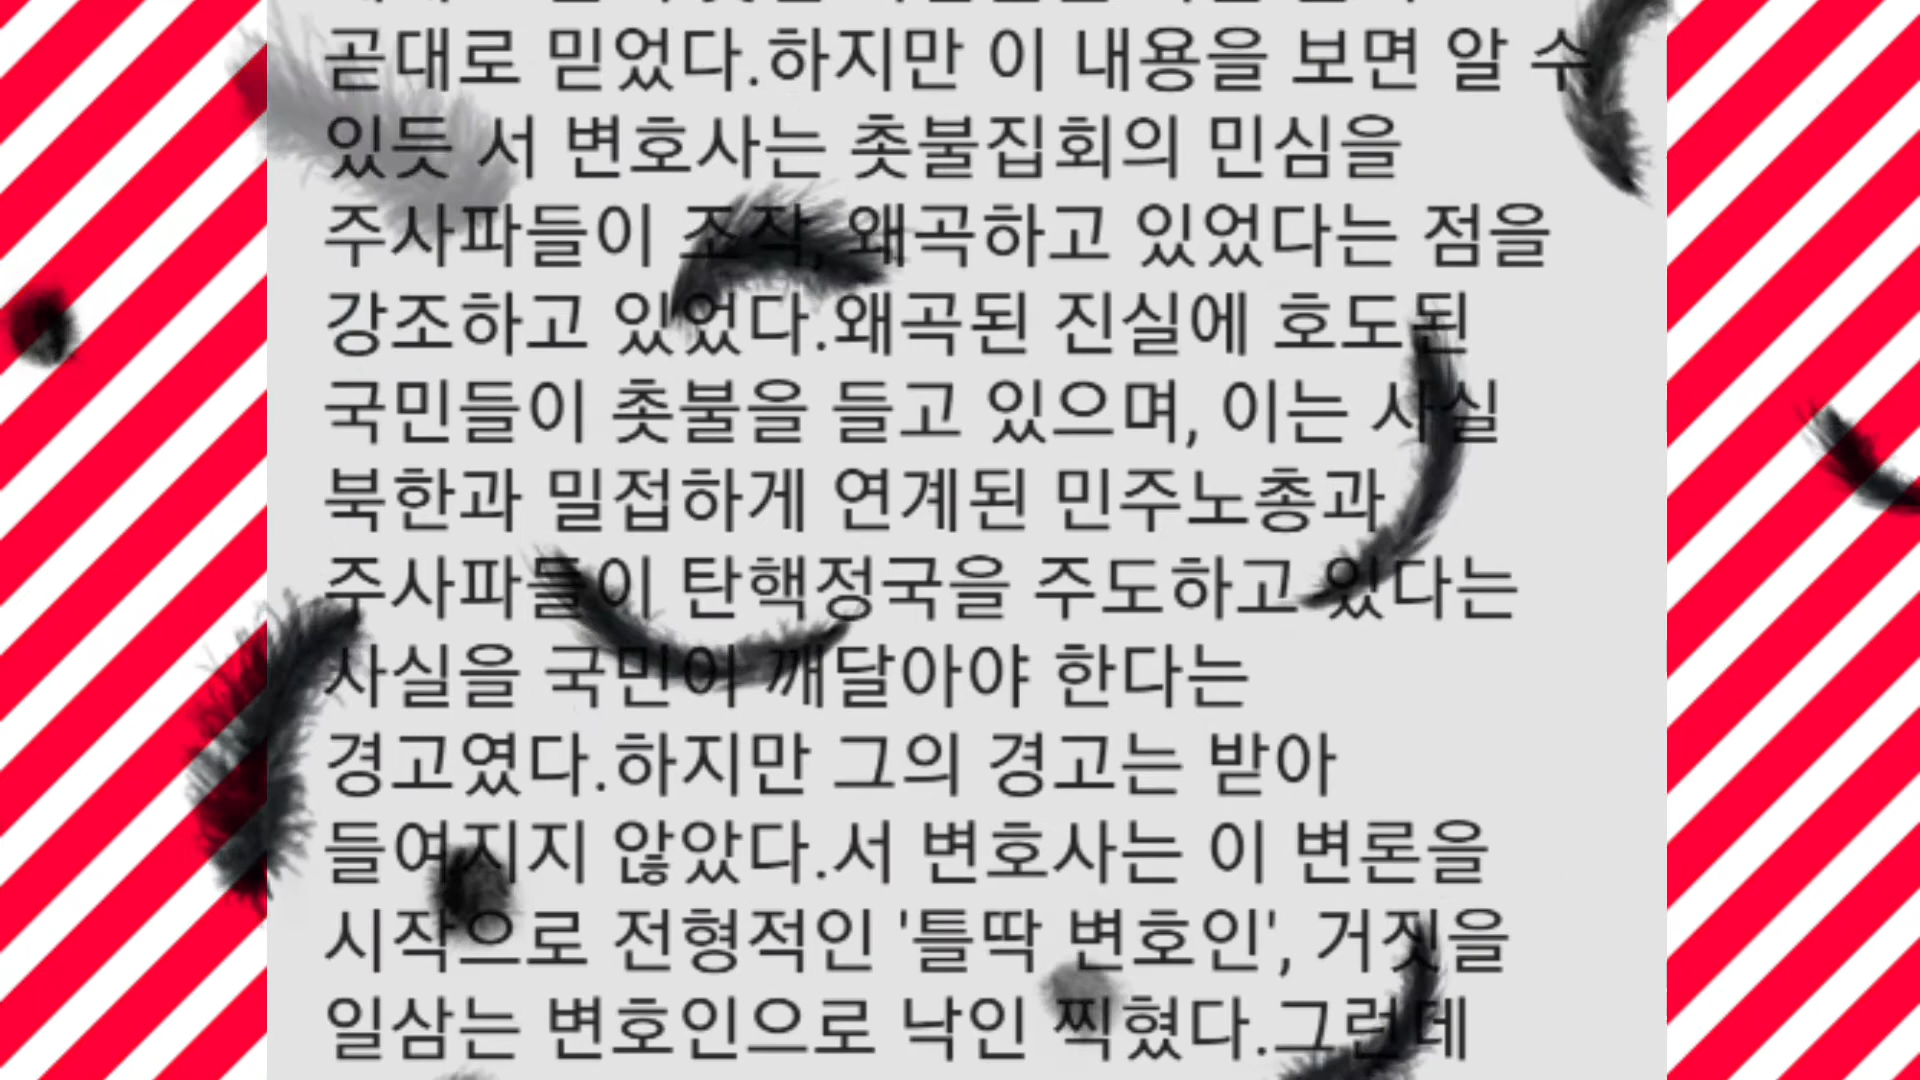 곧대로 믿었다.하지만 이 내용을 보면 알 수
있듯 서 변호사는 촛불집회의 민심을
주사파들이 조작, 왜곡하고 있었다는 점을
강조하고 있었다.왜곡된 진실에 호도된
국민들이 촛불을 들고 있으며, 이는 사실
북한과 밀접하게 연계된 민주노총과
주사파들이 탄핵정국을 주도하고 있다는
사실을 국민이 깨달아야 한다는
경고였다.하지만 그의 경고는 받아
들여지지 않았다.서 변호사는 이 변론을
시작으로 전형적인 '틀딱 변호인', 거짓을
일삼는 변호인으로 낙인 찍혔다.그런데